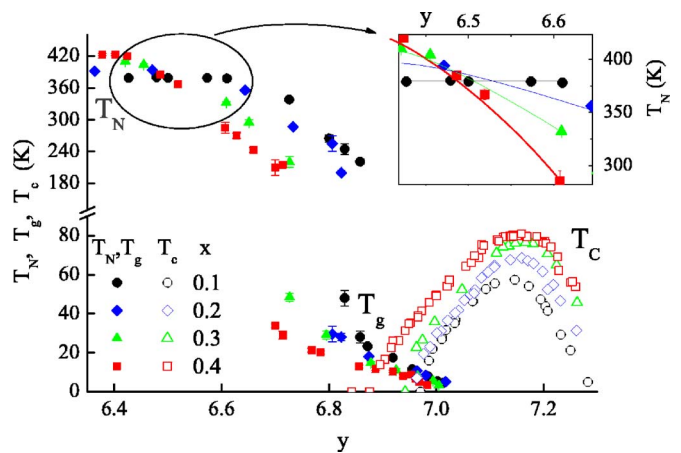 y 6.5 6.6
420
360
300
240
180
T_N
400
350
300
T_N (K)
T_N, T_g, T_c (K)
80
60
40
20
0
T_N,T_g T_c x
0.1
0.2
0.3
0.4
T_g
T_C
6.4 6.6 6.8 7.0 7.2
y